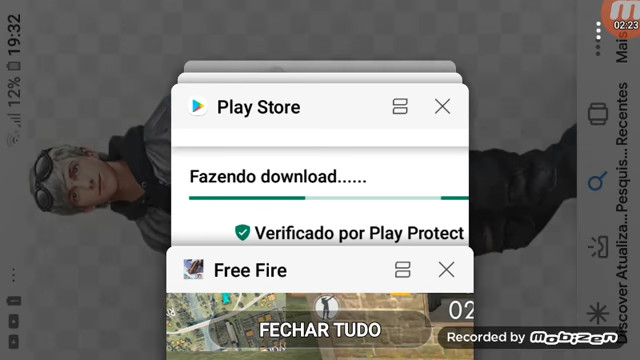 19:32
12%
Play Store
Fazendo download......
Verificado por Play Protect
Free Fire
02
FECHAR TUDO
Mais
Recentes
Pesquis...
Atualiza...
Discover
02:23
Recorded by mobizen